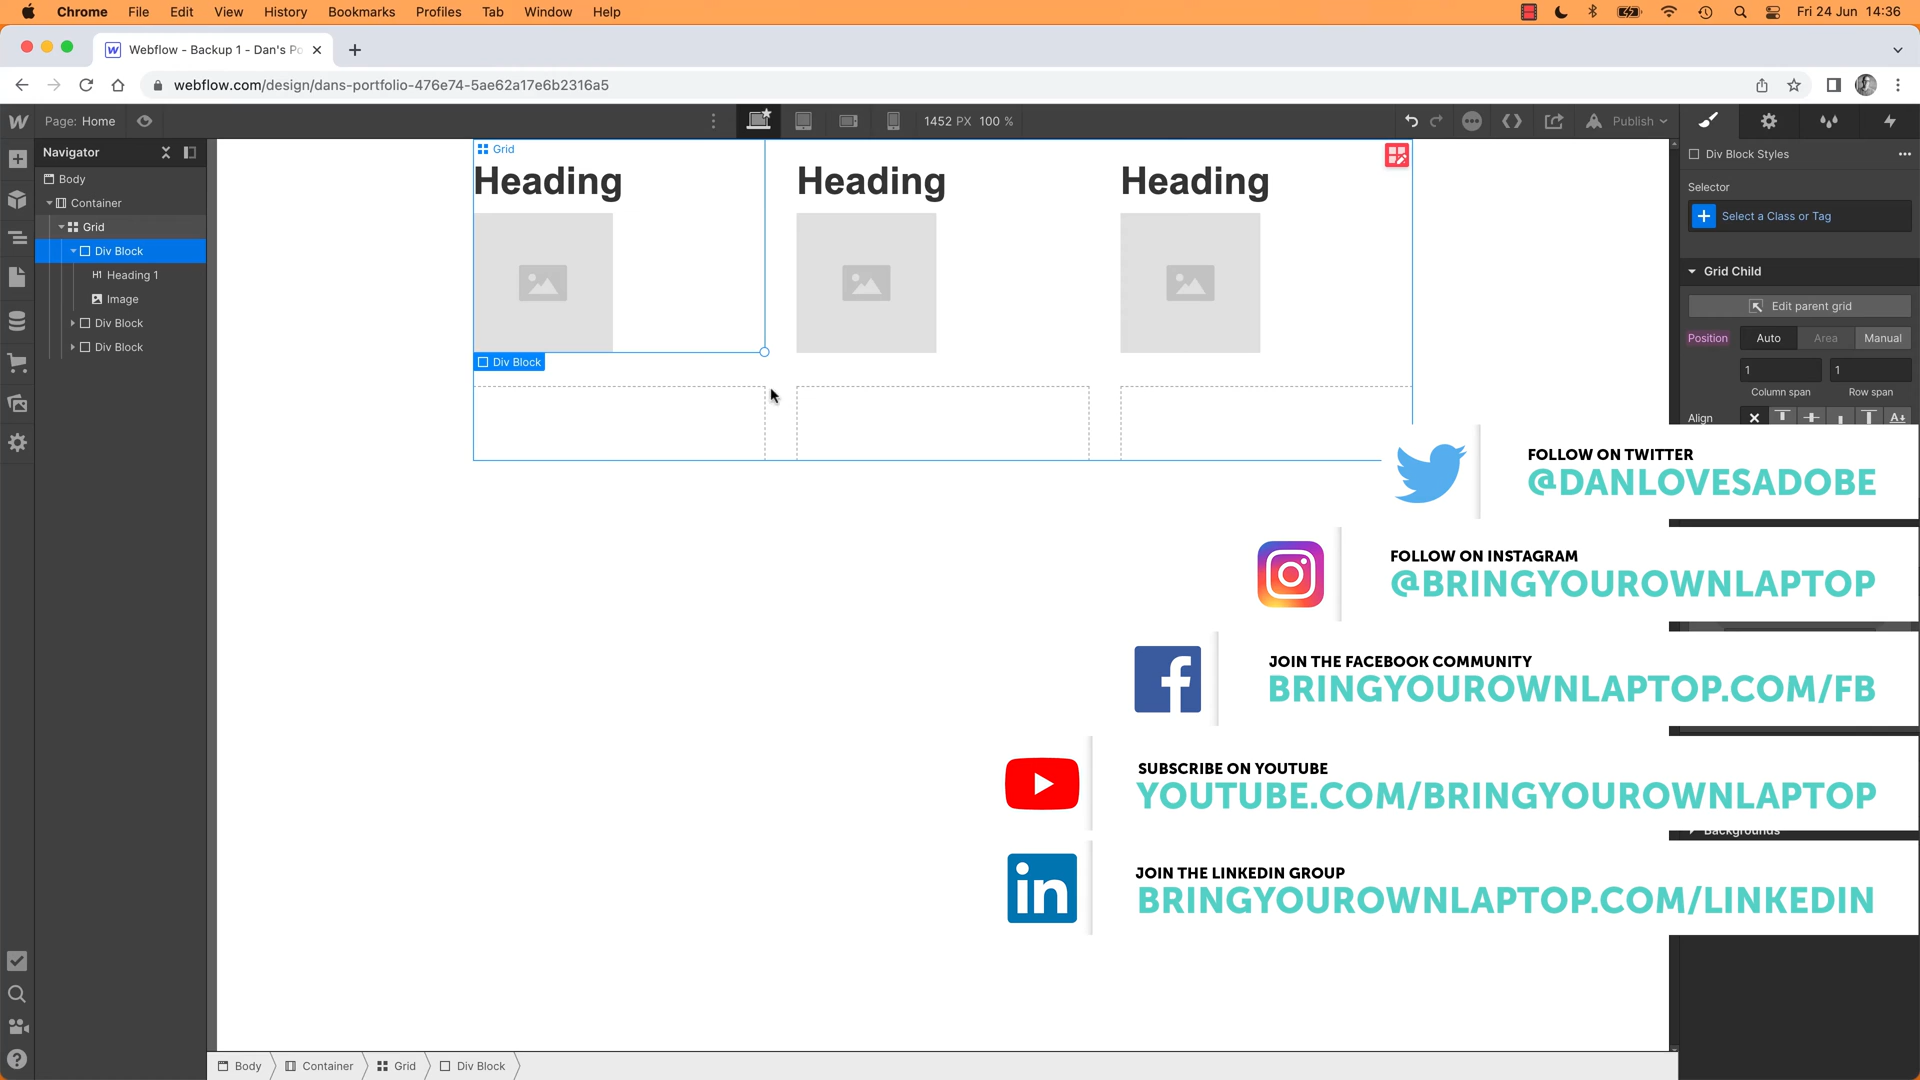 Chrome File Edit View History Bookmarks Profiles Tab Window Help Fri 24 Jun 14:36
Webflow - Backup 1 - Dan's Po
webflow.com/design/dans-portfolio-476e74-5ae62a17e6b2316a5
Page: Home 1452 PX 100 % Publish
Navigator
Body
Container
Grid
Div Block
H1 Heading 1
Image
Div Block
Div Block
Grid
Heading Heading Heading
Div Block
Div Block Styles
Selector
Select a Class or Tag
Grid Child
Edit parent grid
Position Auto Area Manual
1 1
Column span Row span
Align
FOLLOW ON TWITTER
@DANLOVESADOBE
FOLLOW ON INSTAGRAM
@BRINGYOUROWNLAPTOP
JOIN THE FACEBOOK COMMUNITY
BRINGYOUROWNLAPTOP.COM/FB
SUBSCRIBE ON YOUTUBE
YOUTUBE.COM/BRINGYOUROWNLAPTOP
Backgrounds
JOIN THE LINKEDIN GROUP
BRINGYOUROWNLAPTOP.COM/LINKEDIN
in
Body Container Grid Div Block